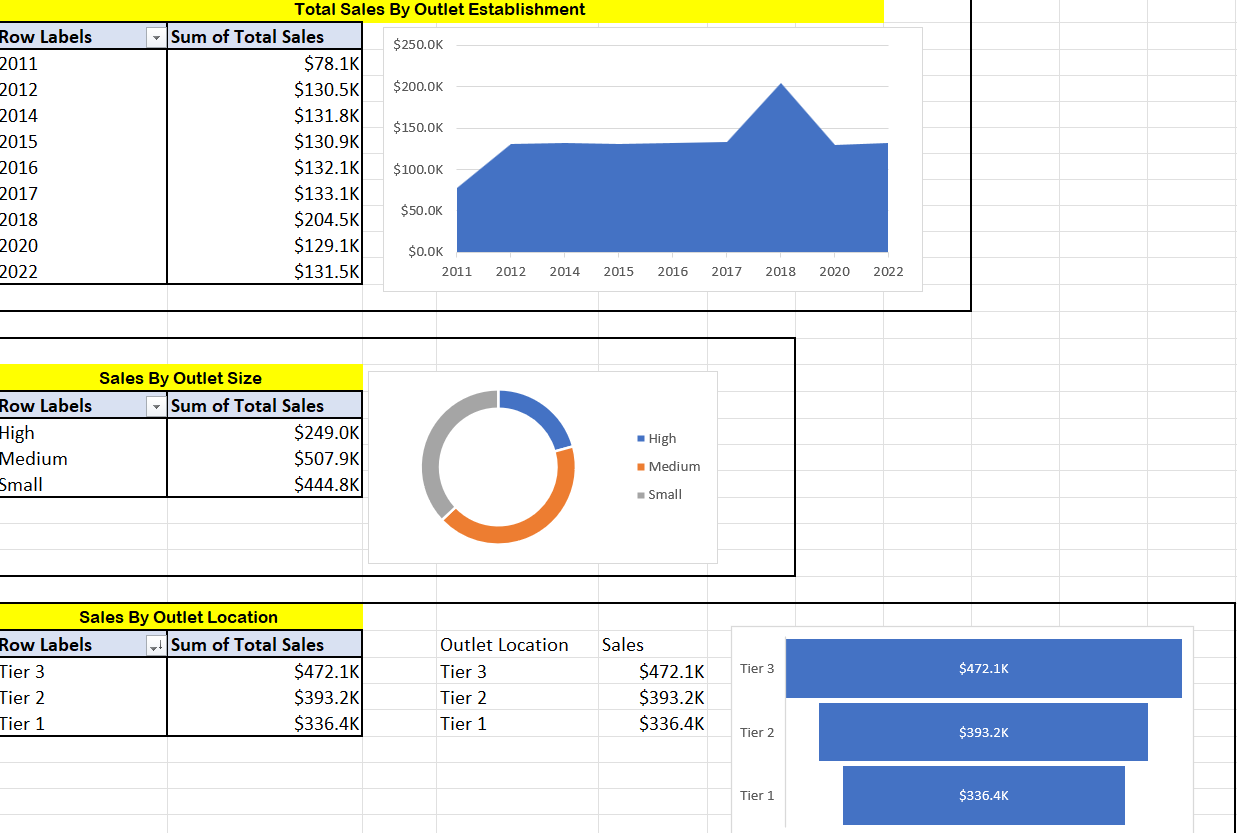 Total Sales By Outlet Establishment
Row Labels Sum of Total Sales
2011 $78.1K
2012 $130.5K
2014 $131.8K
2015 $130.9K
2016 $132.1K
2017 $133.1K
2018 $204.5K
2020 $129.1K
2022 $131.5K
$250.0K
$200.0K
$150.0K
$100.0K
$50.0K
$0.0K
2011 2012 2014 2015 2016 2017 2018 2020 2022
Sales By Outlet Size
Row Labels Sum of Total Sales
High $249.0K
Medium $507.9K
Small $444.8K
High
Medium
Small
Sales By Outlet Location
Row Labels Sum of Total Sales
Tier 3 $472.1K
Tier 2 $393.2K
Tier 1 $336.4K
Outlet Location Sales
Tier 3 $472.1K
Tier 2 $393.2K
Tier 1 $336.4K
Tier 3 $472.1K
Tier 2 $393.2K
Tier 1 $336.4K